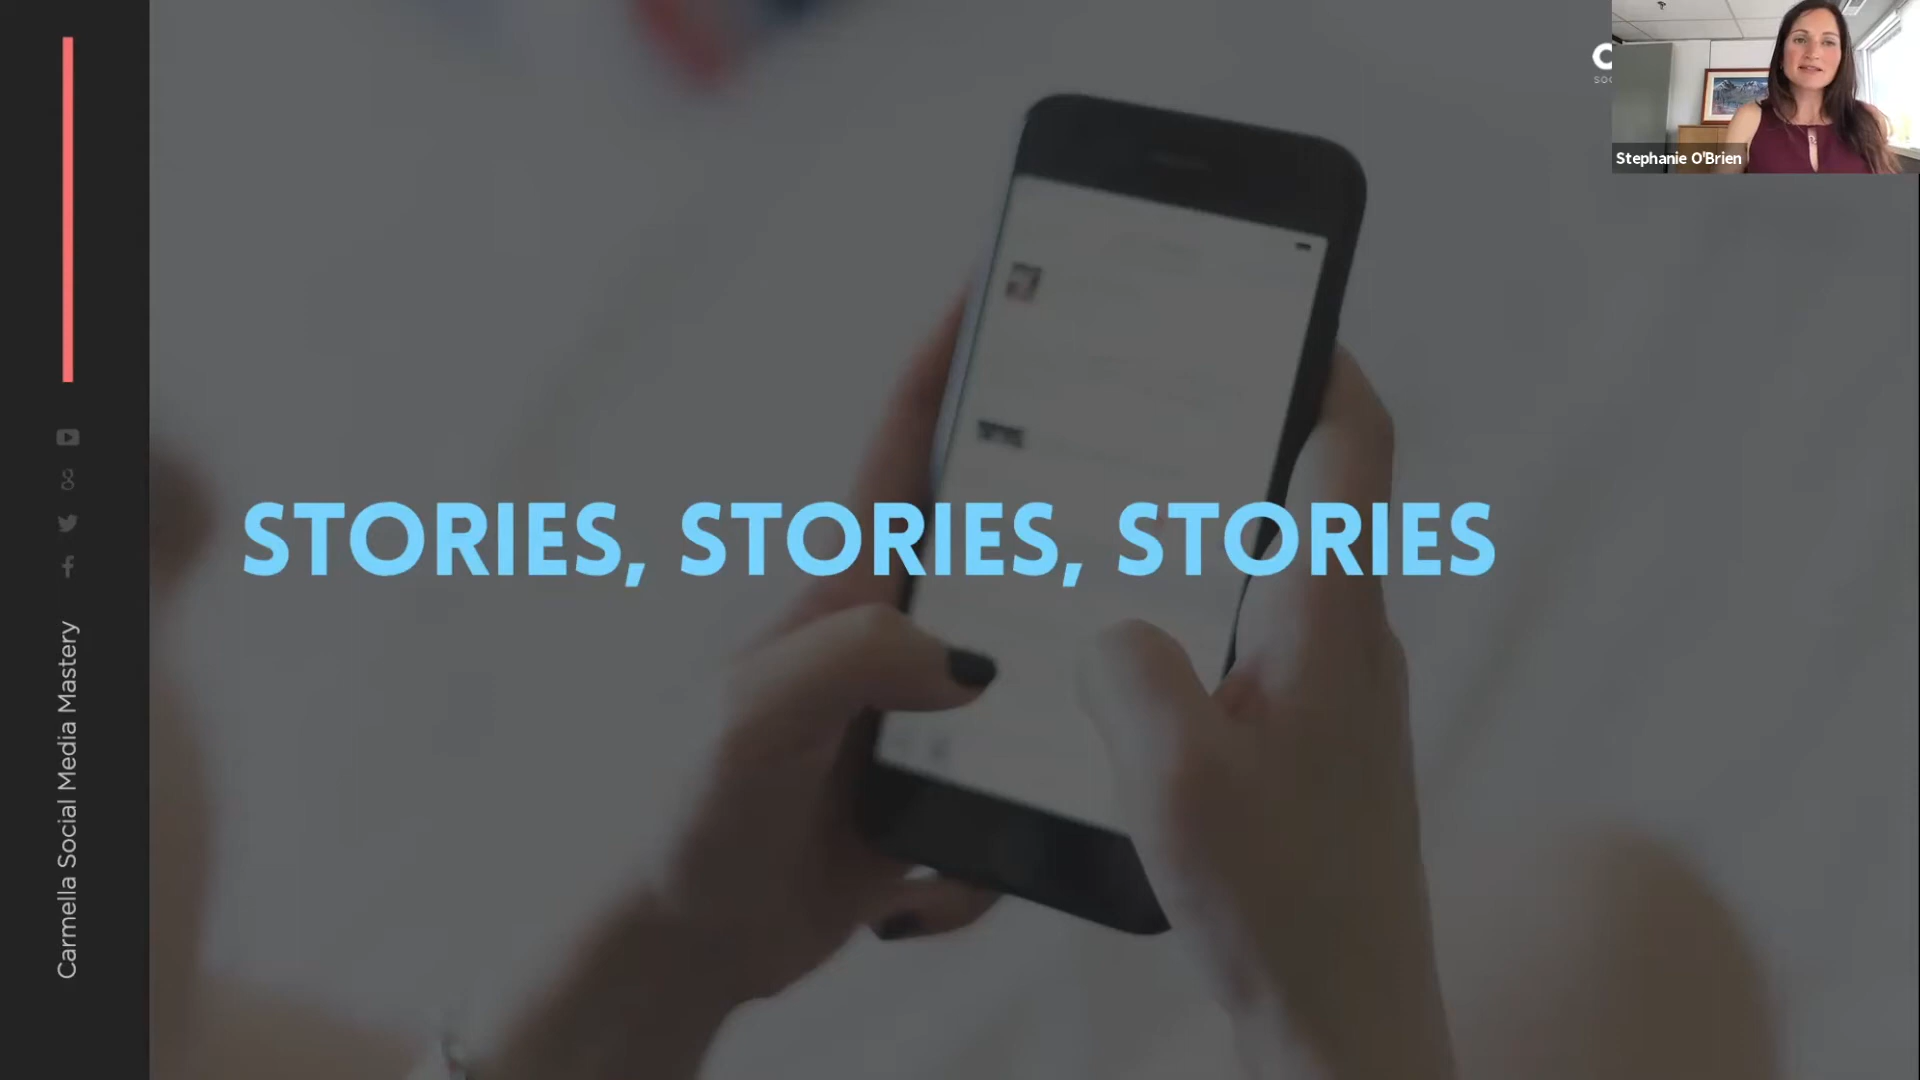 Stephanie O'Brien
STORIES, STORIES, STORIES
Carmella Social Media Mastery